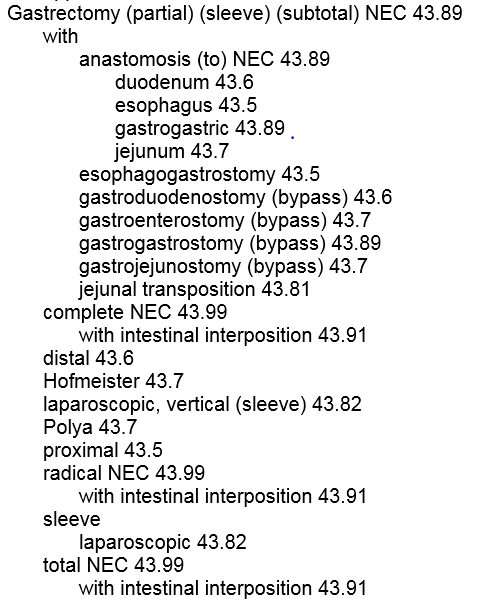 Gastrectomy (partial) (sleeve) (subtotal) NEC 43.89
with
anastomosis (to) NEC 43.89
duodenum 43.6
esophagus 43.5
gastrogastric 43.89
jejunum 43.7
esophagogastrostomy 43.5
gastroduodenostomy (bypass) 43.6
gastroenterostomy (bypass) 43.7
gastrogastrostomy (bypass) 43.89
gastrojejunostomy (bypass) 43.7
jejunal transposition 43.81
complete NEC 43.99
with intestinal interposition 43.91
distal 43.6
Hofmeister 43.7
laparoscopic, vertical (sleeve) 43.82
Polya 43.7
proximal 43.5
radical NEC 43.99
with intestinal interposition 43.91
sleeve
laparoscopic 43.82
total NEC 43.99
with intestinal interposition 43.91